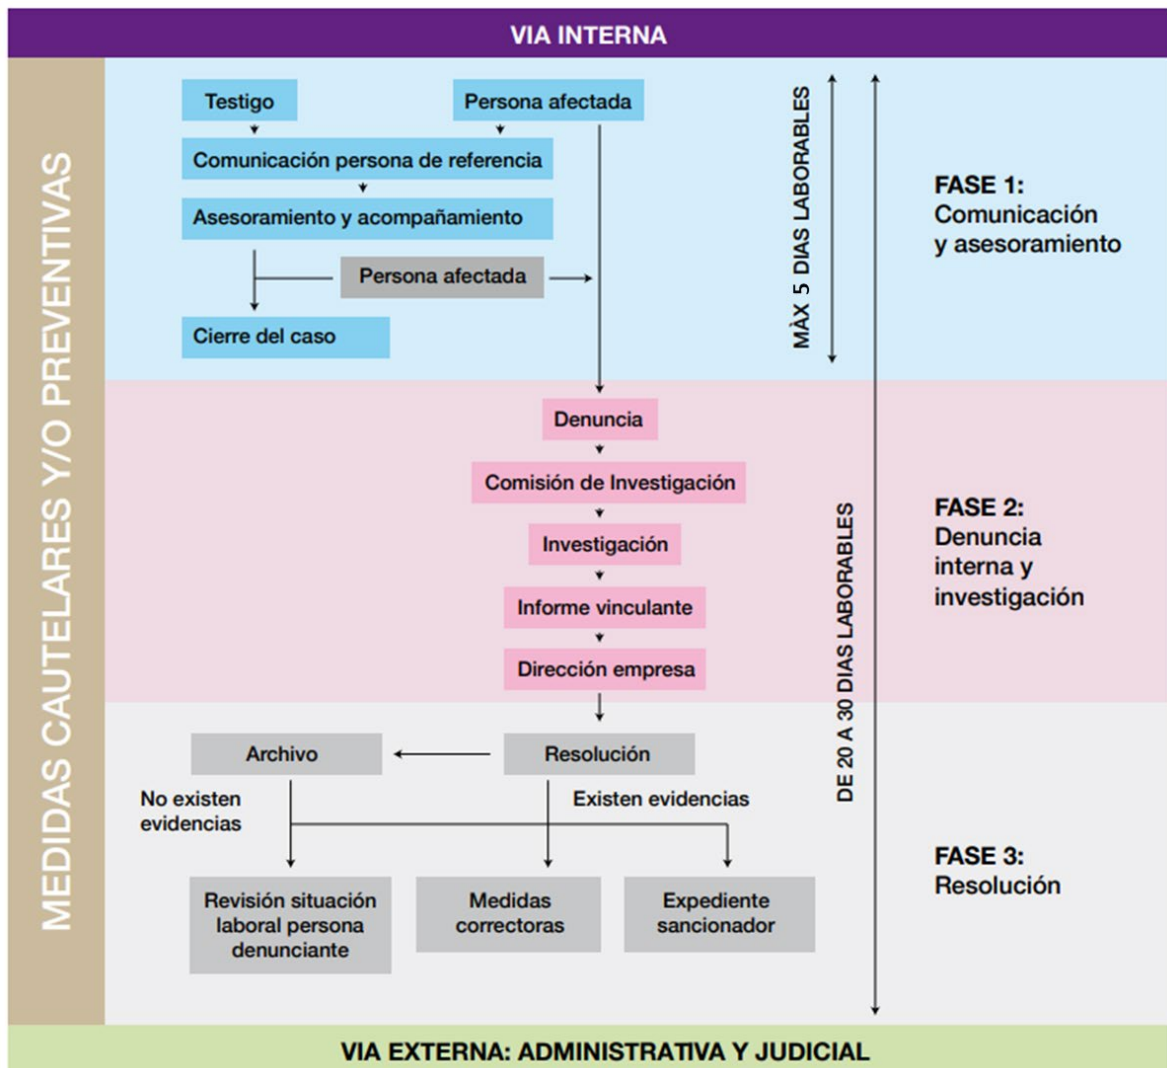 VIA INTERNA
MEDIDAS CAUTELARES Y/O PREVENTIVAS
Testigo
Persona afectada
Comunicación persona de referencia
Asesoramiento y acompañamiento
Persona afectada
Cierre del caso
MÀX 5 DIAS LABORABLES
FASE 1:
Comunicación
y asesoramiento
Denuncia
Comisión de Investigación
Investigación
Informe vinculante
Dirección empresa
DE 20 A 30 DIAS LABORABLES
FASE 2:
Denuncia
interna y
investigación
Archivo
Resolución
No existen
evidencias
Existen evidencias
Revisión situación
laboral persona
denunciante
Medidas
correctoras
Expediente
sancionador
FASE 3:
Resolución
VIA EXTERNA: ADMINISTRATIVA Y JUDICIAL